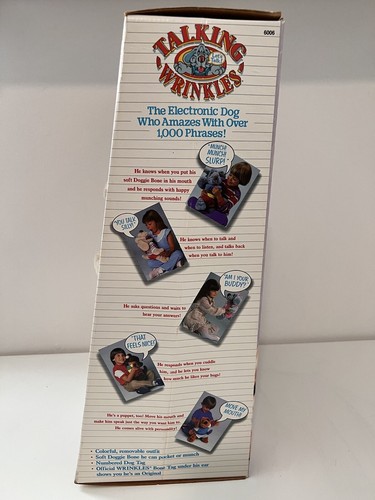 6006
TALKING
WRINKLES
The Electronic Dog
Who Amazes With Over
1,000 Phrases!
"MUNCH!
MUNCH!
SLURP!"
He knows when you put his
soft Doggie Bone in his mouth
and he responds with happy
munching sounds!
"YOU TALK
SILLY!"
He knows when to talk and
when to listen, and talks back
when you talk to him!
"AM I YOUR
BUDDY?"
He asks questions and waits to
hear your answers!
"THAT
FEELS NICE!"
He responds when you cuddle
him, and he lets you know
how much he likes your hugs!
"MOVE MY
MOUTH!"
He's a puppet, too! Move his mouth and
make him speak just the way you want him to.
He comes alive with personality!
• Colorful, removable outfit
• Soft Doggie Bone he can pocket or munch
• Numbered Dog Tag
• Official WRINKLES® Bone Tag under his ear
shows you he's an Original